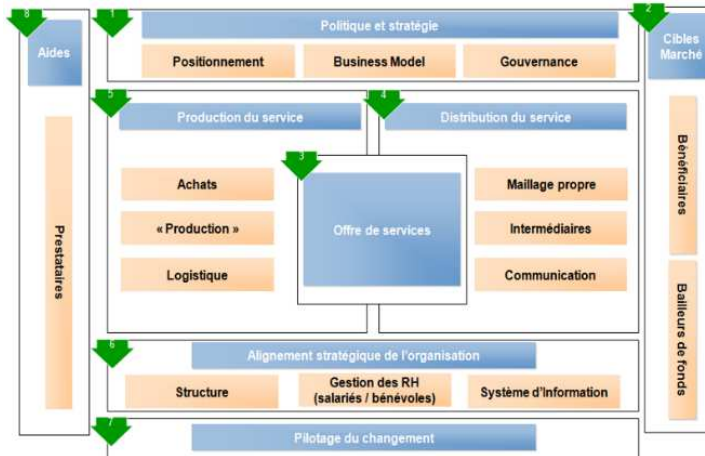 8
Aides
Prestataires
1
Politique et stratégie
Positionnement
Business Model
Gouvernance
2
Cibles
Marché
Bénéficiaires
Bailleurs de fonds
5
Production du service
Achats
« Production »
Logistique
4
Distribution du service
Maillage propre
Intermédiaires
Communication
3
Offre de services
6
Alignement stratégique de l'organisation
Structure
Gestion des RH
(salariés / bénévoles)
Système d'Information
7
Pilotage du changement